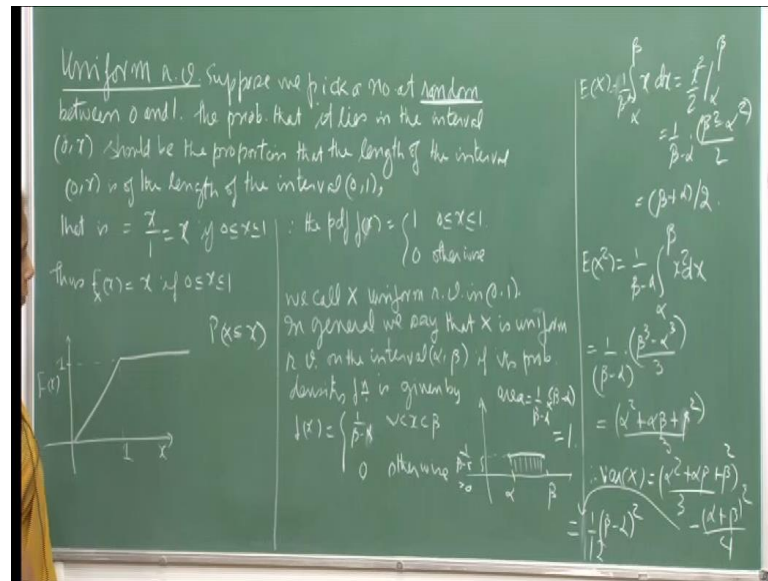 Uniform r.v. Suppose we pick a no at random
between 0 and 1. The prob. that it lies in the interval
(0,x) should be the proportion that the length of the interval
(0,x) is of the length of the interval (0,1),
that is = x/1 = x if 0≤x≤1
Thus F_X(x) = x if 0≤x≤1
P(X≤x)
F(x)
1
1
x
∴ the pdf f(x) = { 1 0≤x≤1
0 otherwise
we call X uniform r.v. in (0,1).
In general we say that X is uniform
r.v. on the interval (α,β) if its prob
density fn is given by
f(x) = { 1/(β-α) α<x<β
0 otherwise
area = 1/(β-α) (β-α)
= 1.
α
β
E(X) = 1/(β-α) ∫_α^β x dx = x²/2 |_α^β
= 1/(β-α) (β²-α²)/2
= (β+α)/2.
E(X²) = 1/(β-α) ∫_α^β x² dx
= 1/(β-α) · (β³-α³)/3
= (α²+αβ+β²)/3
∴ Var(X) = (α²+αβ+β²)/3 - (α+β)²/4
= 1/12 (β-α)²